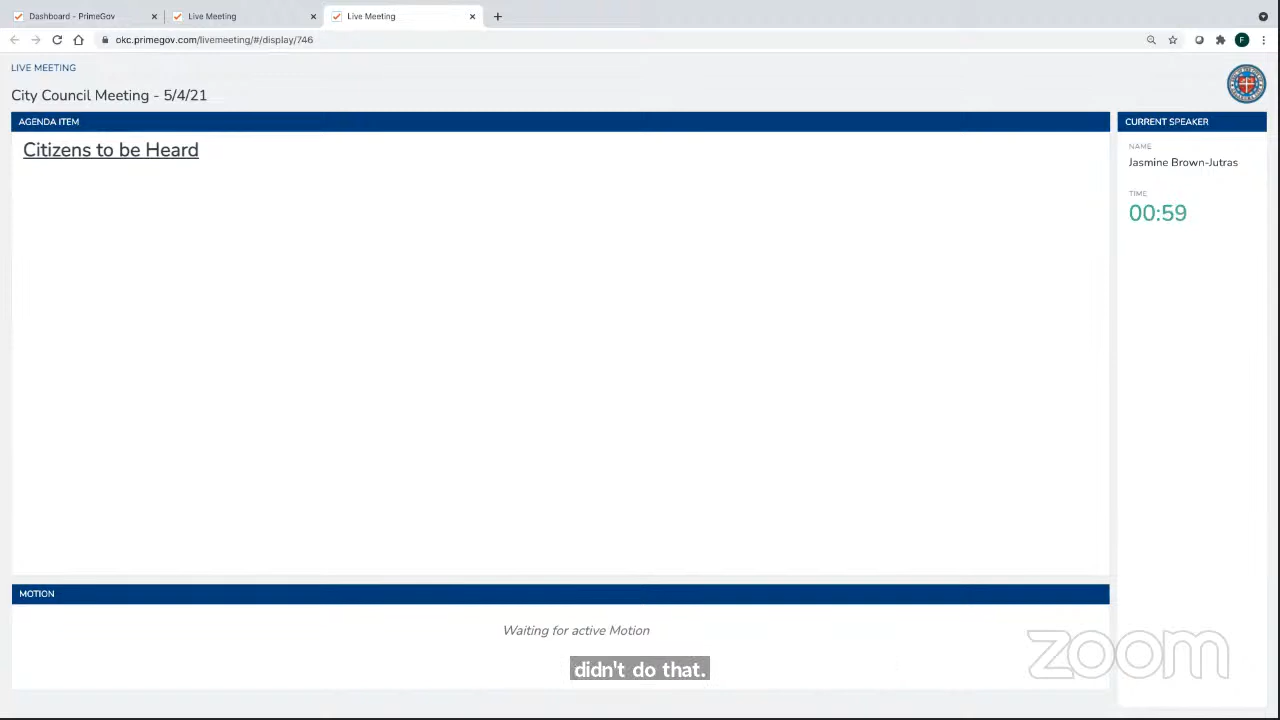 Dashboard - PrimeGov
Live Meeting
Live Meeting
okc.primegov.com/livemeeting/#/display/746
F
LIVE MEETING
City Council Meeting - 5/4/21
AGENDA ITEM
Citizens to be Heard
CURRENT SPEAKER
NAME
Jasmine Brown-Jutras
TIME
00:59
MOTION
Waiting for active Motion
didn't do that.
zoom